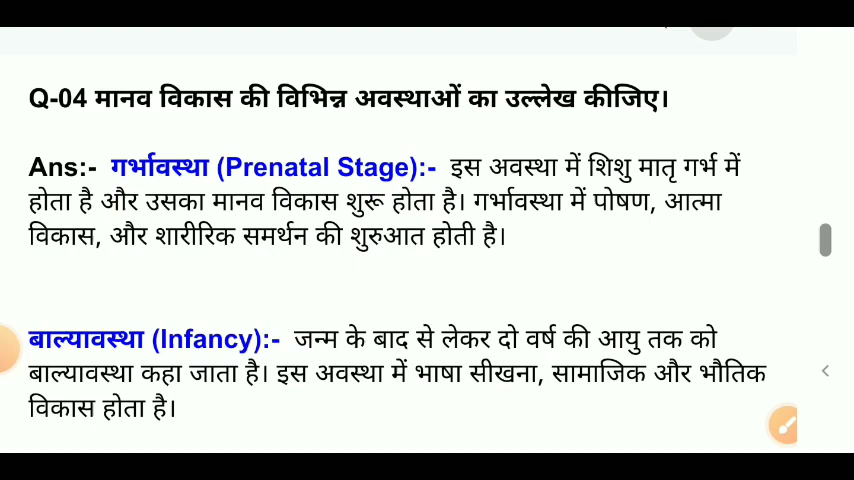 Q-04 मानव विकास की विभिन्न अवस्थाओं का उल्लेख कीजिए।
Ans:- गर्भावस्था (Prenatal Stage):- इस अवस्था में शिशु मातृ गर्भ में
होता है और उसका मानव विकास शुरू होता है। गर्भावस्था में पोषण, आत्मा
विकास, और शारीरिक समर्थन की शुरुआत होती है।
बाल्यावस्था (Infancy):- जन्म के बाद से लेकर दो वर्ष की आयु तक को
बाल्यावस्था कहा जाता है। इस अवस्था में भाषा सीखना, सामाजिक और भौतिक
विकास होता है।